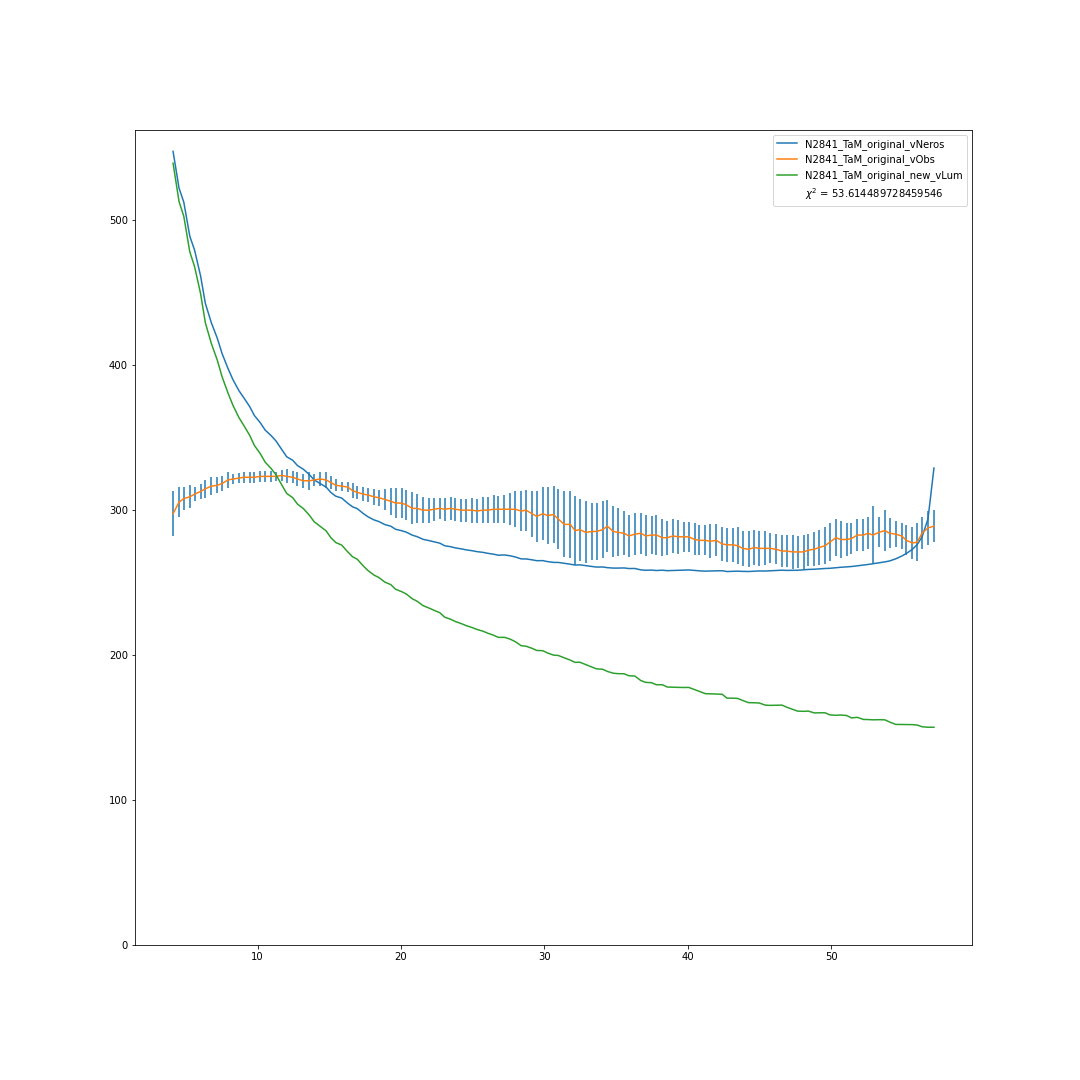 N2841_TaM_original_vNeros
N2841_TaM_original_vObs
N2841_TaM_original_new_vLum
χ² = 53.614489728459546
500
400
300
200
100
0
10 20 30 40 50